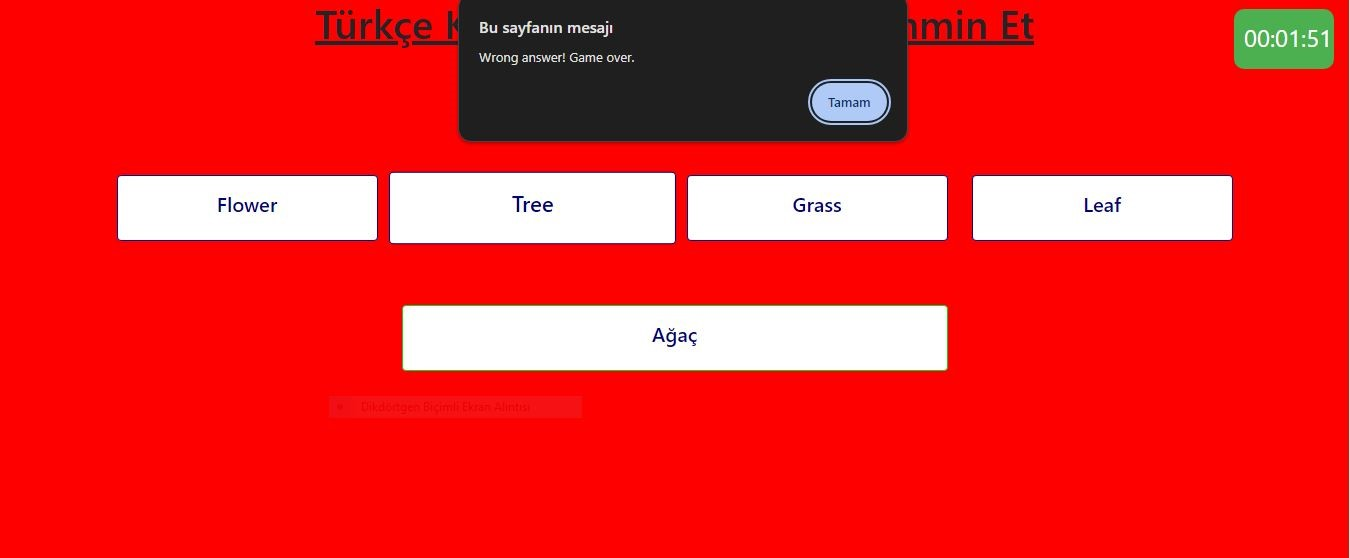 Türkçe
Et
Bu sayfanın mesajı
Wrong answer! Game over.
Tamam
00:01:51
Flower
Tree
Grass
Leaf
Ağaç
Dikdörtgen Biçimli Ekran Alıntısı